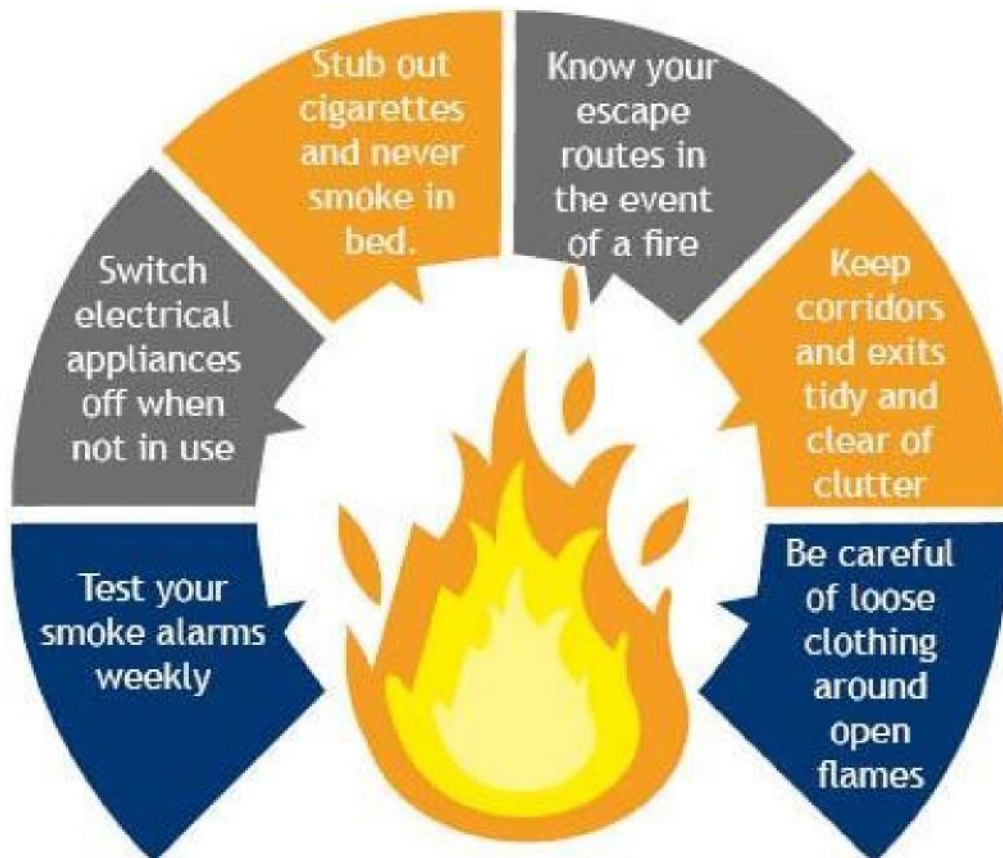 Test your
smoke alarms
weekly
Switch
electrical
appliances
off when
not in use
Stub out
cigarettes
and never
smoke in
bed.
Know your
escape
routes in
the event
of a fire
Keep
corridors
and exits
tidy and
clear of
clutter
Be careful
of loose
clothing
around
open
flames